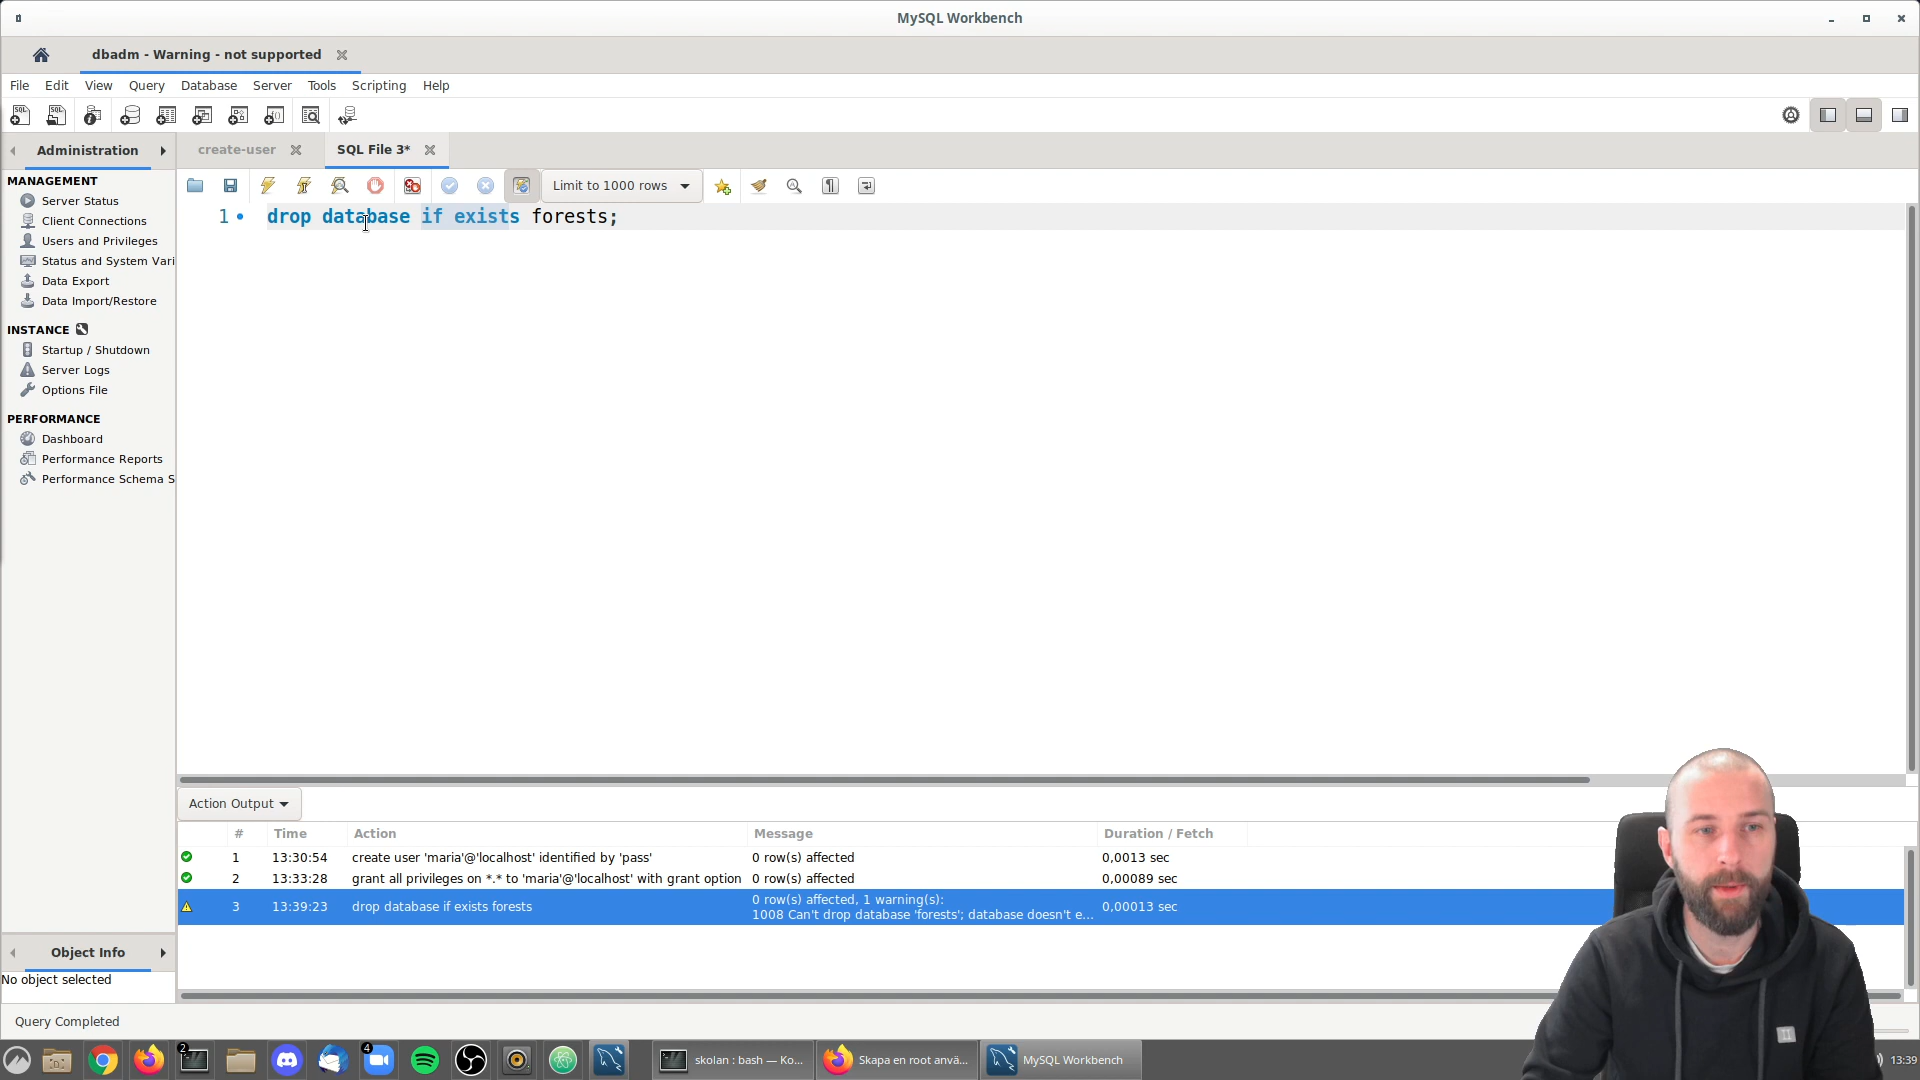 MySQL Workbench
dbadm - Warning - not supported
File Edit View Query Database Server Tools Scripting Help
Administration
create-user
SQL File 3*
MANAGEMENT
Server Status
Client Connections
Users and Privileges
Status and System Vari
Data Export
Data Import/Restore
INSTANCE
Startup / Shutdown
Server Logs
Options File
PERFORMANCE
Dashboard
Performance Reports
Performance Schema S
Limit to 1000 rows
1 drop database if exists forests;
Action Output
# Time Action Message Duration / Fetch
1 13:30:54 create user 'maria'@'localhost' identified by 'pass' 0 row(s) affected 0,0013 sec
2 13:33:28 grant all privileges on *.* to 'maria'@'localhost' with grant option 0 row(s) affected 0,00089 sec
3 13:39:23 drop database if exists forests 0 row(s) affected, 1 warning(s): 0,00013 sec
1008 Can't drop database 'forests'; database doesn't e...
Object Info
No object selected
Query Completed
2
4
skolan : bash — Ko...
Skapa en root anvä...
MySQL Workbench
13:39